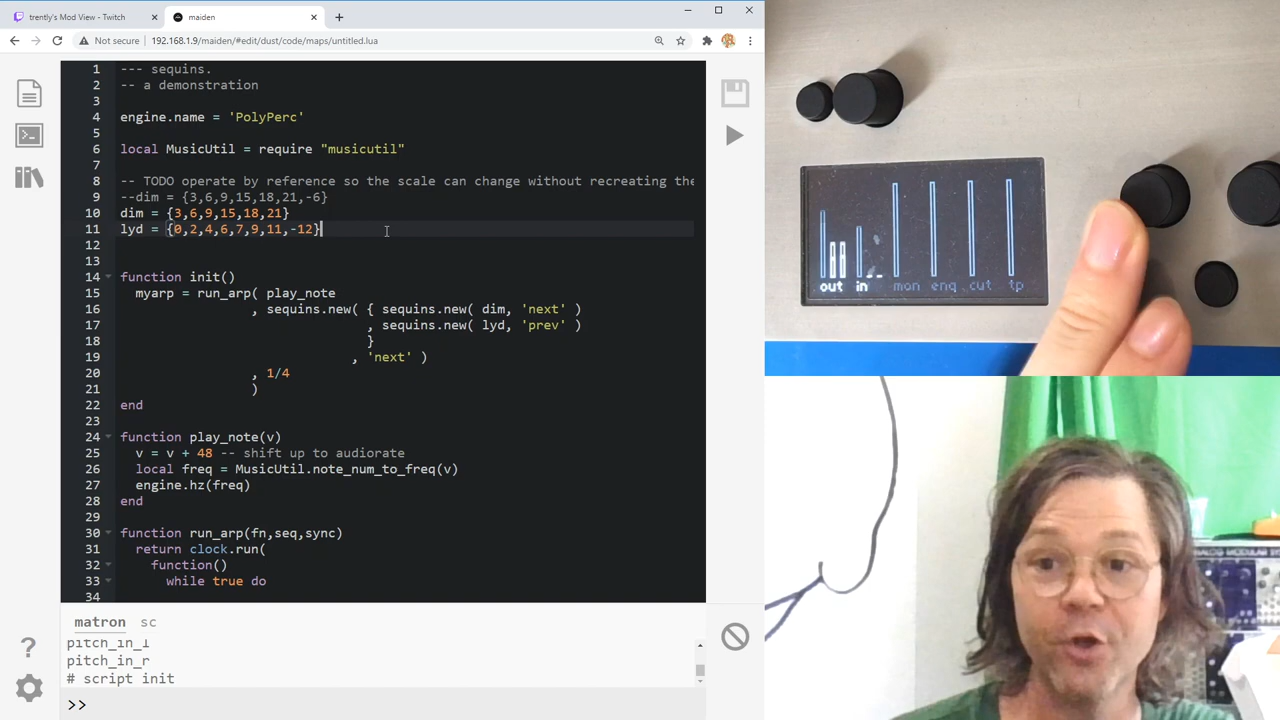 trently's Mod View - Twitch
maiden
Not secure
192.168.1.9/maiden/#edit/dust/code/maps/untitled.lua
1 --- sequins.
2 -- a demonstration
3
4 engine.name = 'PolyPerc'
5
6 local MusicUtil = require "musicutil"
7
8 -- TODO operate by reference so the scale can change without recreating the
9 --dim = {3,6,9,15,18,21,-6}
10 dim = {3,6,9,15,18,21}
11 lyd = {0,2,4,6,7,9,11,-12}
12
13
14 function init()
15 myarp = run_arp( play_note
16 , sequins.new( { sequins.new( dim, 'next' )
17 , sequins.new( lyd, 'prev' )
18 }
19 , 'next' )
20 , 1/4
21 )
22 end
23
24 function play_note(v)
25 v = v + 48 -- shift up to audiorate
26 local freq = MusicUtil.note_num_to_freq(v)
27 engine.hz(freq)
28 end
29
30 function run_arp(fn,seq,sync)
31 return clock.run(
32 function()
33 while true do
34
matron sc
pitch_in_l
pitch_in_r
# script init
>>
?
out in mon eng cut tp